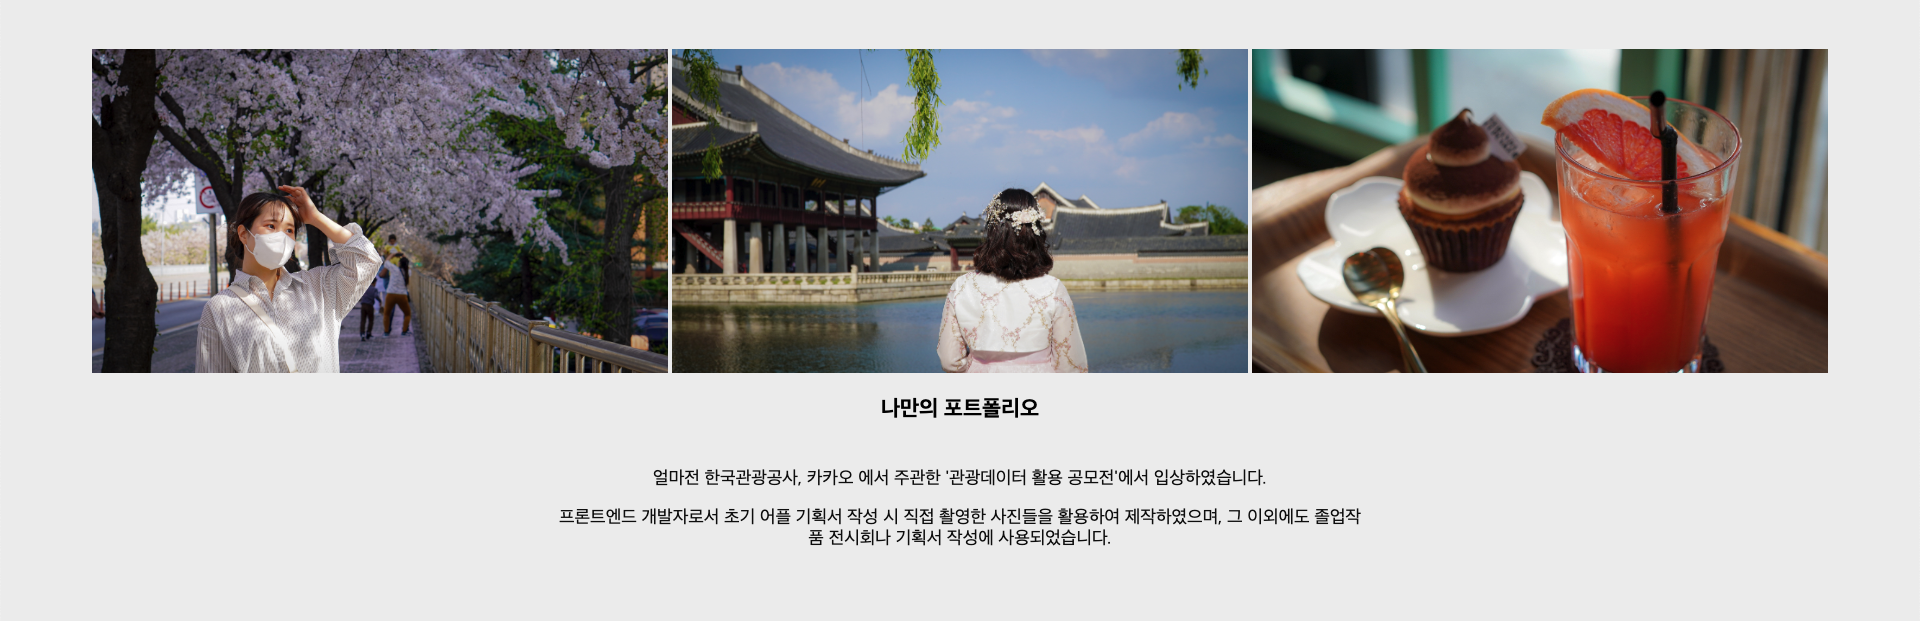 나만의 포트폴리오
얼마전 한국관광공사, 카카오 에서 주관한 '관광데이터 활용 공모전'에서 입상하였습니다.
프론트엔드 개발자로서 초기 어플 기획서 작성 시 직접 촬영한 사진들을 활용하여 제작하였으며, 그 이외에도 졸업작
품 전시회나 기획서 작성에 사용되었습니다.